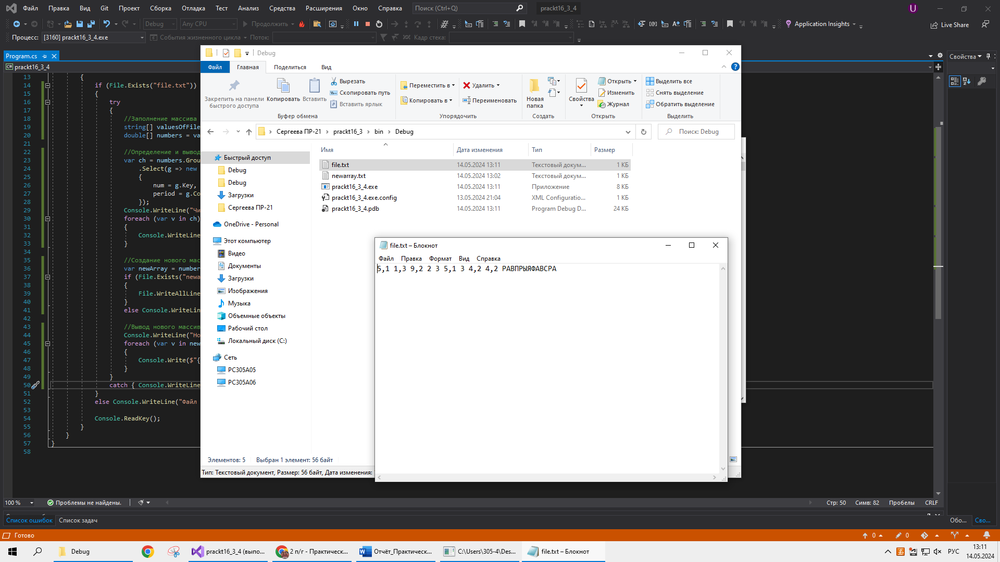 Файл Правка Вид Git Проект Сборка Отладка Тест Анализ Средства Расширения Окно Справка Поиск (Ctrl+Q) prackt16_3_4 U
Debug Any CPU Продолжить Application Insights Live Share
Процесс: [3160] prackt16_3_4.exe События жизненного цикла Поток: Кадр стека:
Program.cs
prackt16_3_4
13 {
14 if (File.Exists("file.txt"))
15 {
16 try
17 {
18 //Заполнение массива
19 string[] valuesOfFile
20 double[] numbers = va
21
22 //Определение и вывод
23 var ch = numbers.Grou
24 .Select(g => new
25 {
26 num = g.Key,
27 period = g.Co
28 });
29 Console.WriteLine("Чи
30 foreach (var v in ch)
31 {
32 Console.WriteLine
33 }
34
35 //Создание нового мас
36 var newArray = number
37 if (File.Exists("newa
38 {
39 File.WriteAllLine
40 }
41 else Console.WriteLin
42
43 //Вывод нового массив
44 Console.WriteLine("Но
45 foreach (var v in new
46 {
47 Console.Write($"{
48 }
49 }
50 catch { Console.WriteLine
51 }
52 else Console.WriteLine("Файл
53
54 Console.ReadKey();
55 }
56 }
57 }
58
Debug
Файл Главная Поделиться Вид
Закрепить на панели быстрого доступа
Копировать
Вставить
Вырезать
Скопировать путь
Вставить ярлык
Буфер обмена
Переместить в
Копировать в
Удалить
Переименовать
Упорядочить
Новая папка
Создать
Свойства
Открыть
Изменить
Журнал
Открыть
Выделить все
Снять выделение
Обратить выделение
Выделить
Сергеева ПР-21 prackt16_3 bin Debug
Поиск: Debug
Быстрый доступ
Debug
Debug
Загрузки
Сергеева ПР-21
OneDrive - Personal
Этот компьютер
Видео
Документы
Загрузки
Изображения
Музыка
Объемные объекты
Рабочий стол
Локальный диск (C:)
Сеть
PC305A05
PC305A06
Имя Дата изменения Тип Размер
file.txt 14.05.2024 13:11 Текстовый докум... 1 КБ
newarray.txt 14.05.2024 13:02 Текстовый докум... 1 КБ
prackt16_3_4.exe 14.05.2024 13:11 Приложение 8 КБ
prackt16_3_4.exe.config 13.05.2024 21:04 XML Configuratio... 1 КБ
prackt16_3_4.pdb 14.05.2024 13:11 Program Debug D... 24 КБ
Элементов: 5 Выбран 1 элемент: 56 байт
Тип: Текстовый документ, Размер: 56 байт, Дата изменения:
file.txt – Блокнот
Файл Правка Формат Вид Справка
5,1 1,3 9,2 2 3 5,1 3 4,2 4,2 РАВПРЫЯФАВСРА
Свойства
100 % Проблемы не найдены. Стр: 50 Симв: 82 Пробелы CRLF
Список ошибок Список задач Обо... Сво...
Готово 0 0
Debug prackt16_3_4 (выпо... 2 п/г - Практическ... Отчёт_Практическ... C:\Users\305-4\Des... file.txt – Блокнот РУС 13:11
14.05.2024